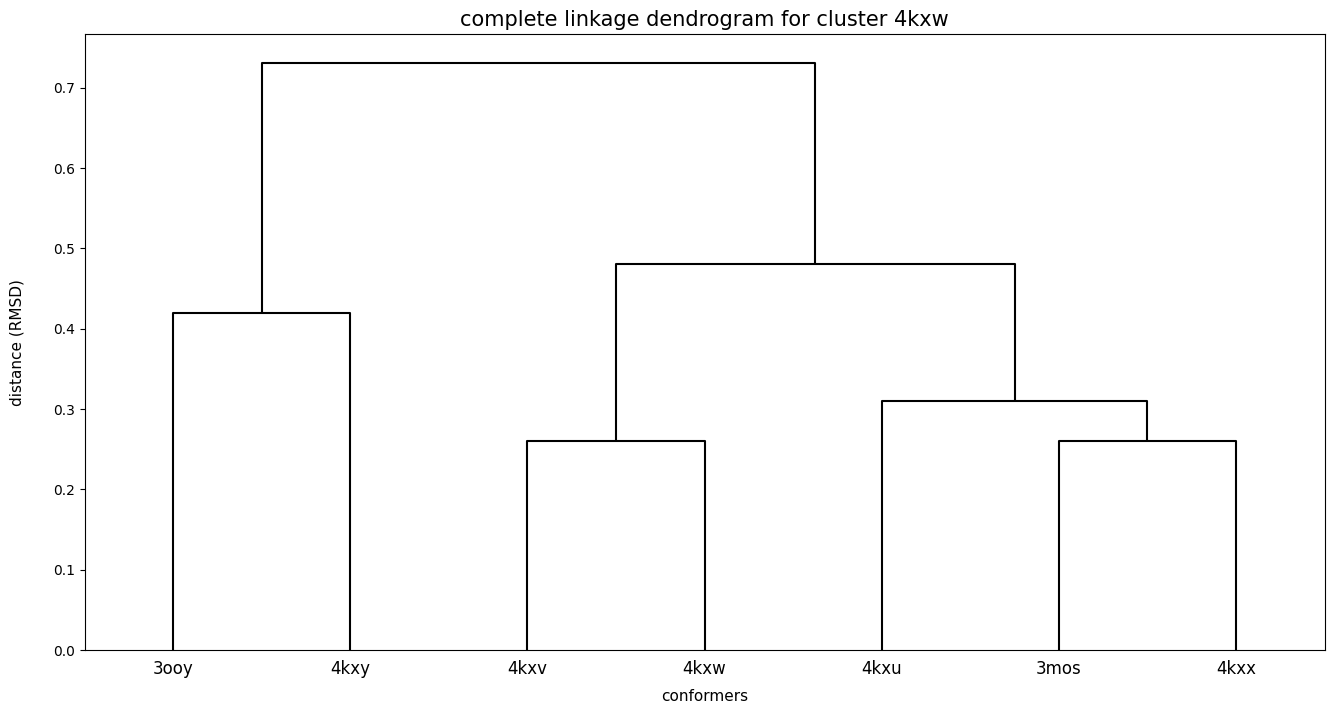 complete linkage dendrogram for cluster 4kxw
distance (RMSD)
0.7
0.6
0.5
0.4
0.3
0.2
0.1
0.0
3ooy 4kxy 4kxv 4kxw 4kxu 3mos 4kxx
conformers